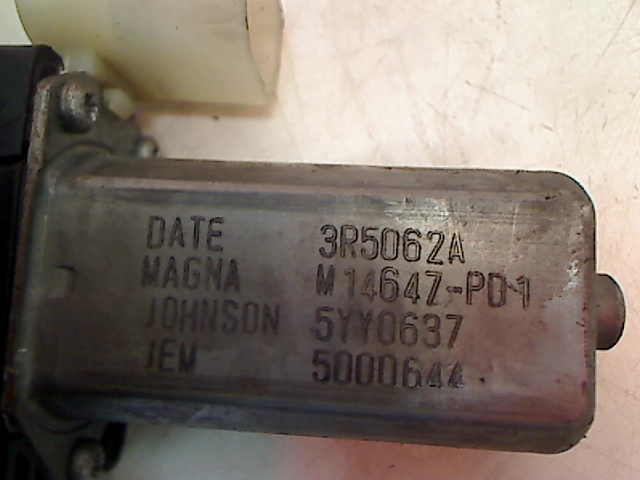 DATE 3R5062A
MAGNA M14647-PD1
JOHNSON 5YY0637
JEM 5000644